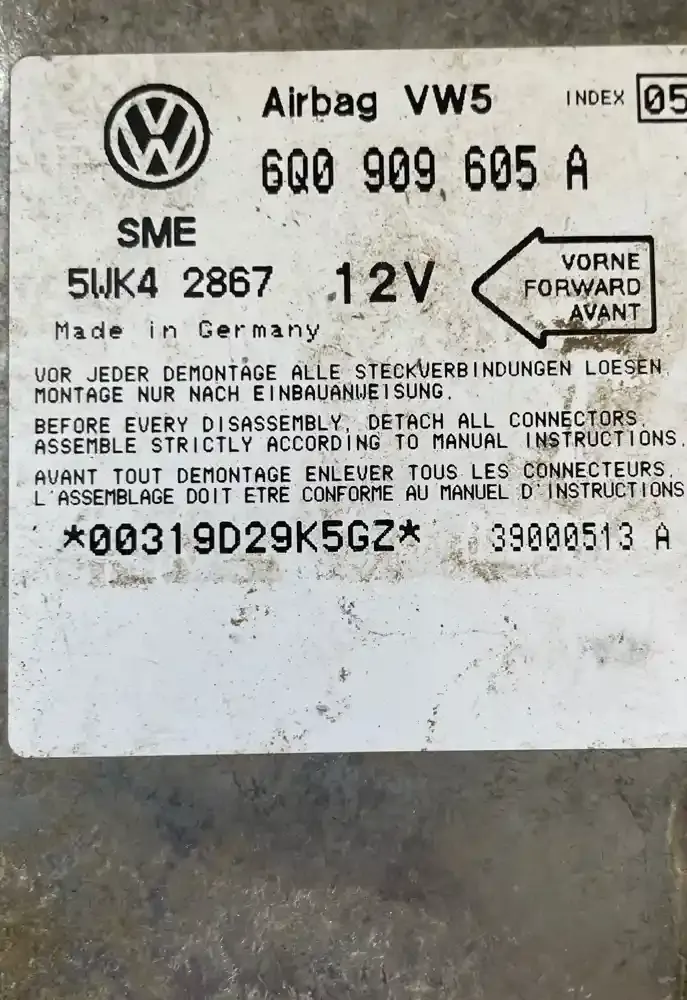 Airbag VW5 INDEX 05
6Q0 909 605 A
SME
5WK4 2867 12V
VORNE
FORWARD
AVANT
Made in Germany
VOR JEDER DEMONTAGE ALLE STECKVERBINDUNGEN LOESEN,
MONTAGE NUR NACH EINBAUANWEISUNG.
BEFORE EVERY DISASSEMBLY, DETACH ALL CONNECTORS.
ASSEMBLE STRICTLY ACCORDING TO MANUAL INSTRUCTIONS.
AVANT TOUT DEMONTAGE ENLEVER TOUS LES CONNECTEURS.
L'ASSEMBLAGE DOIT ETRE CONFORME AU MANUEL D'INSTRUCTIONS
*00319D29K5GZ* 39000513 A